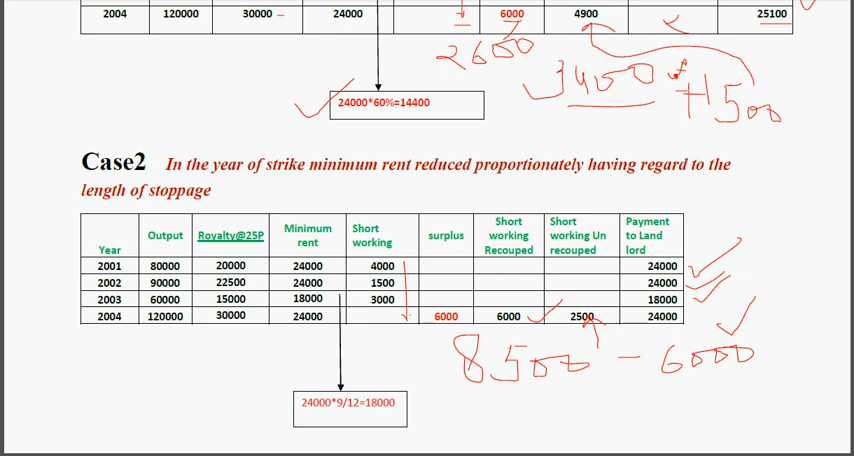 2004 120000 30000 24000 6000 4900 25100
2600
3400
+1500
24000*60%=14400
Case2 In the year of strike minimum rent reduced proportionately having regard to the
length of stoppage
Year Output Royalty@25P Minimum rent Short working surplus Short working Recouped Short working Un recouped Payment to Land lord
2001 80000 20000 24000 4000 24000
2002 90000 22500 24000 1500 24000
2003 60000 15000 18000 3000 18000
2004 120000 30000 24000 6000 6000 2500 24000
8500 - 6000
24000*9/12=18000